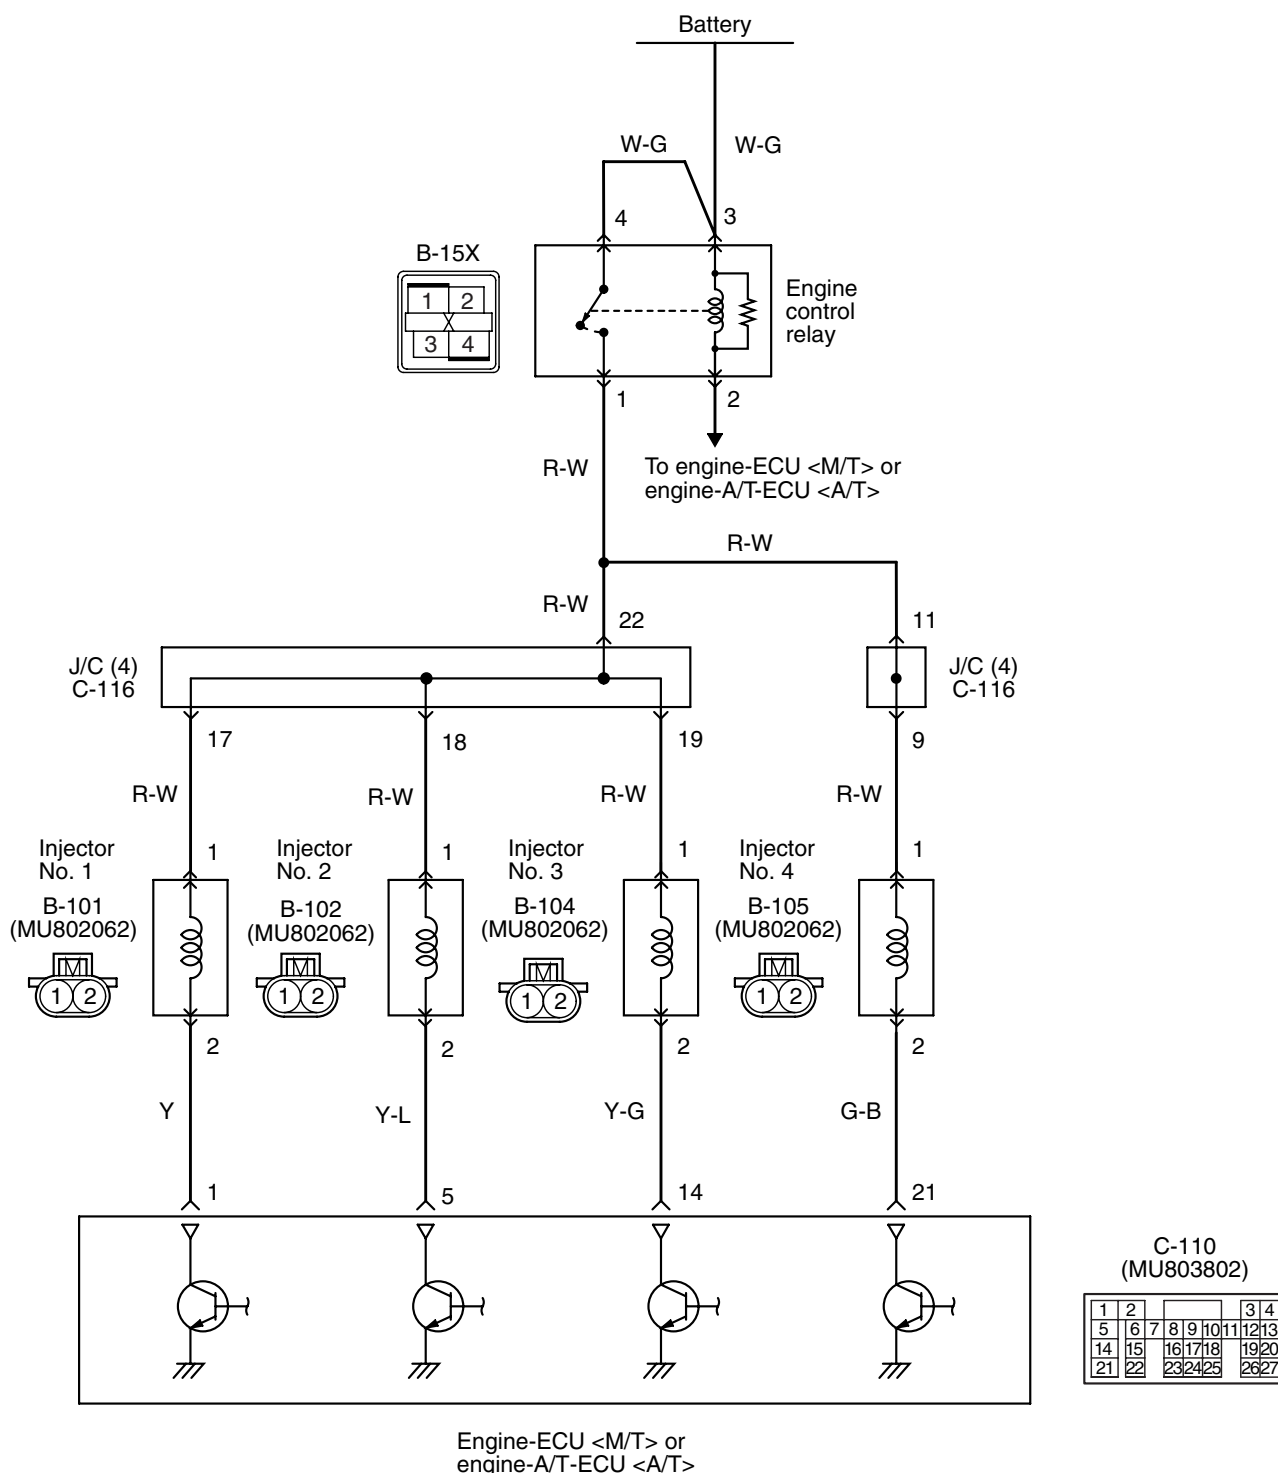 Battery
W-G
W-G
4
3
B-15X
1 2
X
3 4
Engine
control
relay
1
2
R-W
To engine-ECU <M/T> or
engine-A/T-ECU <A/T>
R-W
R-W
22
11
J/C (4)
C-116
J/C (4)
C-116
17
18
19
9
R-W
R-W
R-W
R-W
Injector
No. 1
1
Injector
No. 2
1
Injector
No. 3
1
Injector
No. 4
1
B-101
(MU802062)
B-102
(MU802062)
B-104
(MU802062)
B-105
(MU802062)
1 2
1 2
1 2
1 2
2
2
2
2
Y
Y-L
Y-G
G-B
1
5
14
21
C-110
(MU803802)
1 2 3 4
5 6 7 8 9 10 11 12 13
14 15 16 17 18 19 20
21 22 23 24 25 26 27
Engine-ECU <M/T> or
engine-A/T-ECU <A/T>